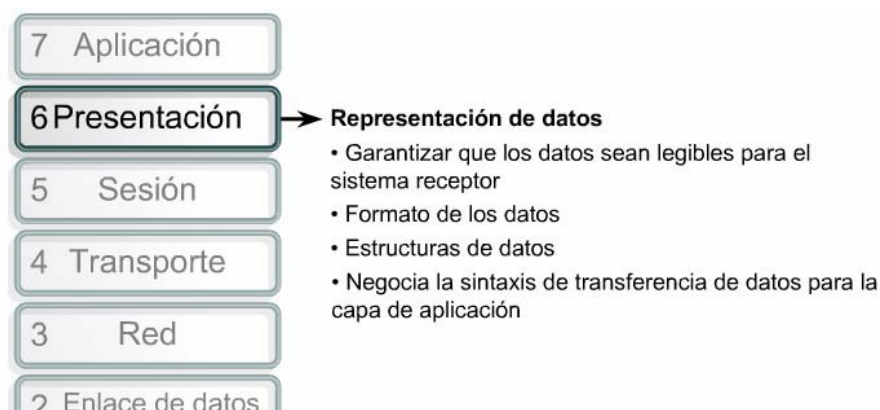 7 Aplicación
6 Presentación
Representación de datos
• Garantizar que los datos sean legibles para el
sistema receptor
• Formato de los datos
• Estructuras de datos
• Negocia la sintaxis de transferencia de datos para la
capa de aplicación
5 Sesión
4 Transporte
3 Red
2 Enlace de datos